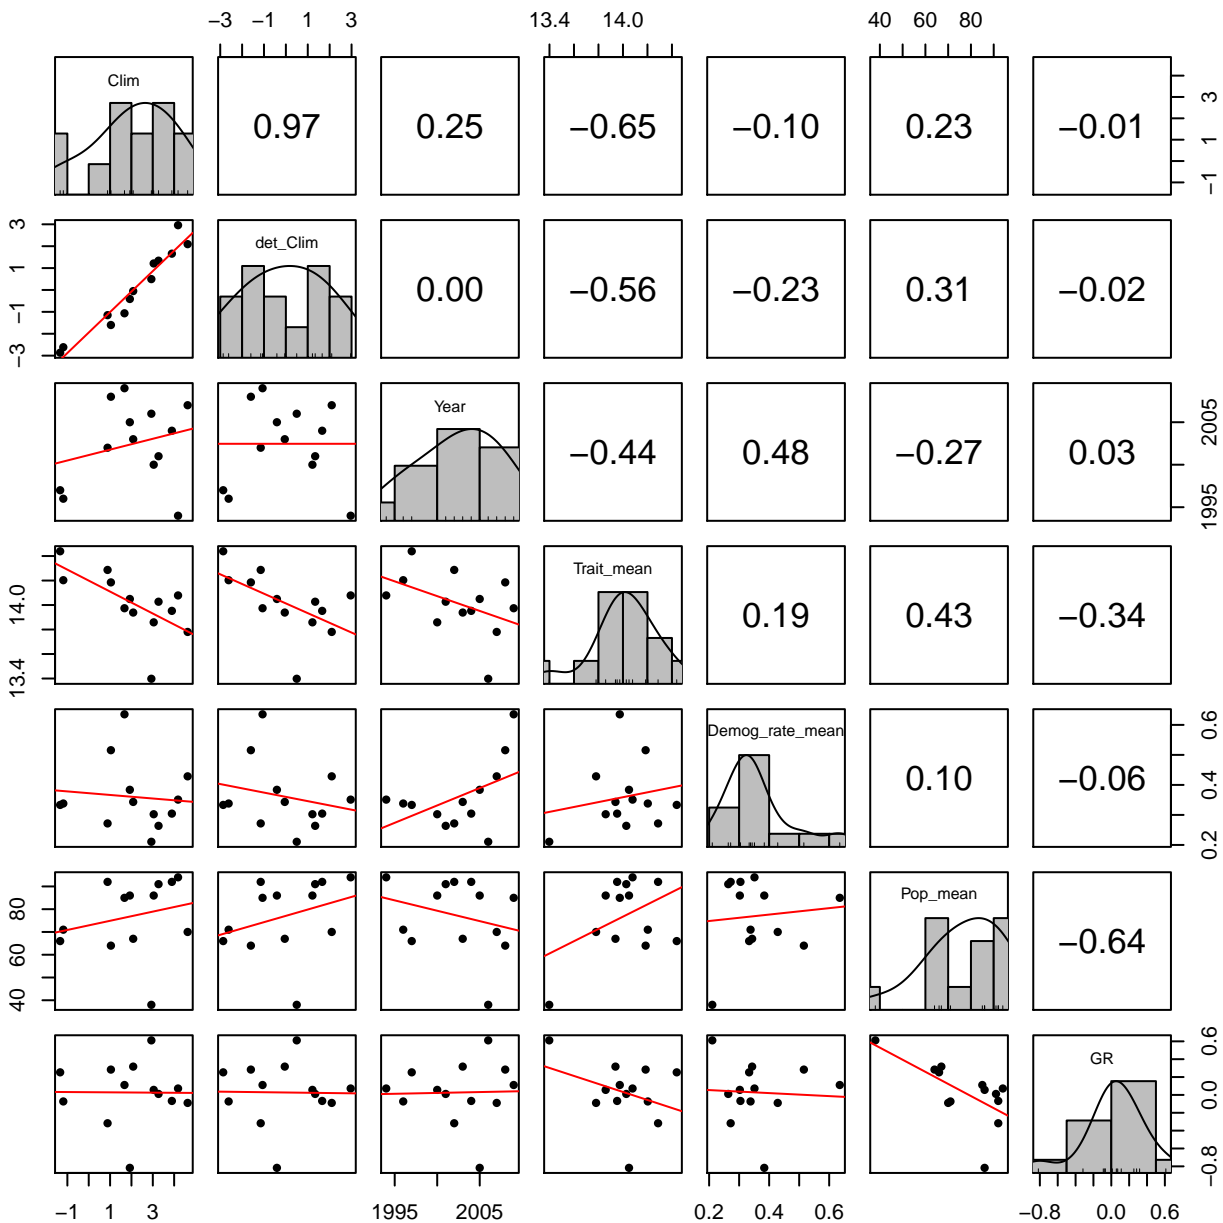 −3 −1 1 3 13.4 14.0 40 60 80
Clim 0.97 0.25 −0.65 −0.10 0.23 −0.01 −1 1 3
−3 −1 1 3 det_Clim 0.00 −0.56 −0.23 0.31 −0.02
Year −0.44 0.48 −0.27 0.03 1995 2005
13.4 14.0 Trait_mean 0.19 0.43 −0.34
Demog_rate_mean 0.10 −0.06 0.2 0.4 0.6
40 60 80 Pop_mean −0.64
GR −0.8 0.0 0.6
−1 1 3 1995 2005 0.2 0.4 0.6 −0.8 0.0 0.6